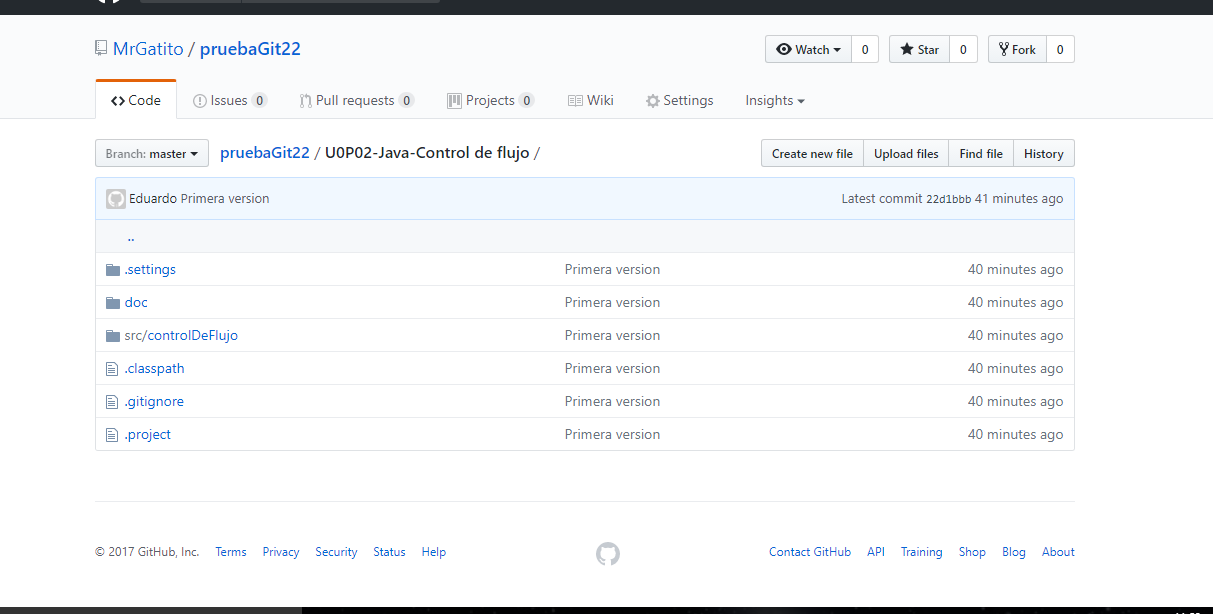 MrGatito / pruebaGit22 Watch 0 Star 0 Fork 0
Code Issues 0 Pull requests 0 Projects 0 Wiki Settings Insights
Branch: master pruebaGit22 / U0P02-Java-Control de flujo / Create new file Upload files Find file History
Eduardo Primera version Latest commit 22d1bbb 41 minutes ago
..
.settings Primera version 40 minutes ago
doc Primera version 40 minutes ago
src/controlDeFlujo Primera version 40 minutes ago
.classpath Primera version 40 minutes ago
.gitignore Primera version 40 minutes ago
.project Primera version 40 minutes ago
© 2017 GitHub, Inc. Terms Privacy Security Status Help Contact GitHub API Training Shop Blog About